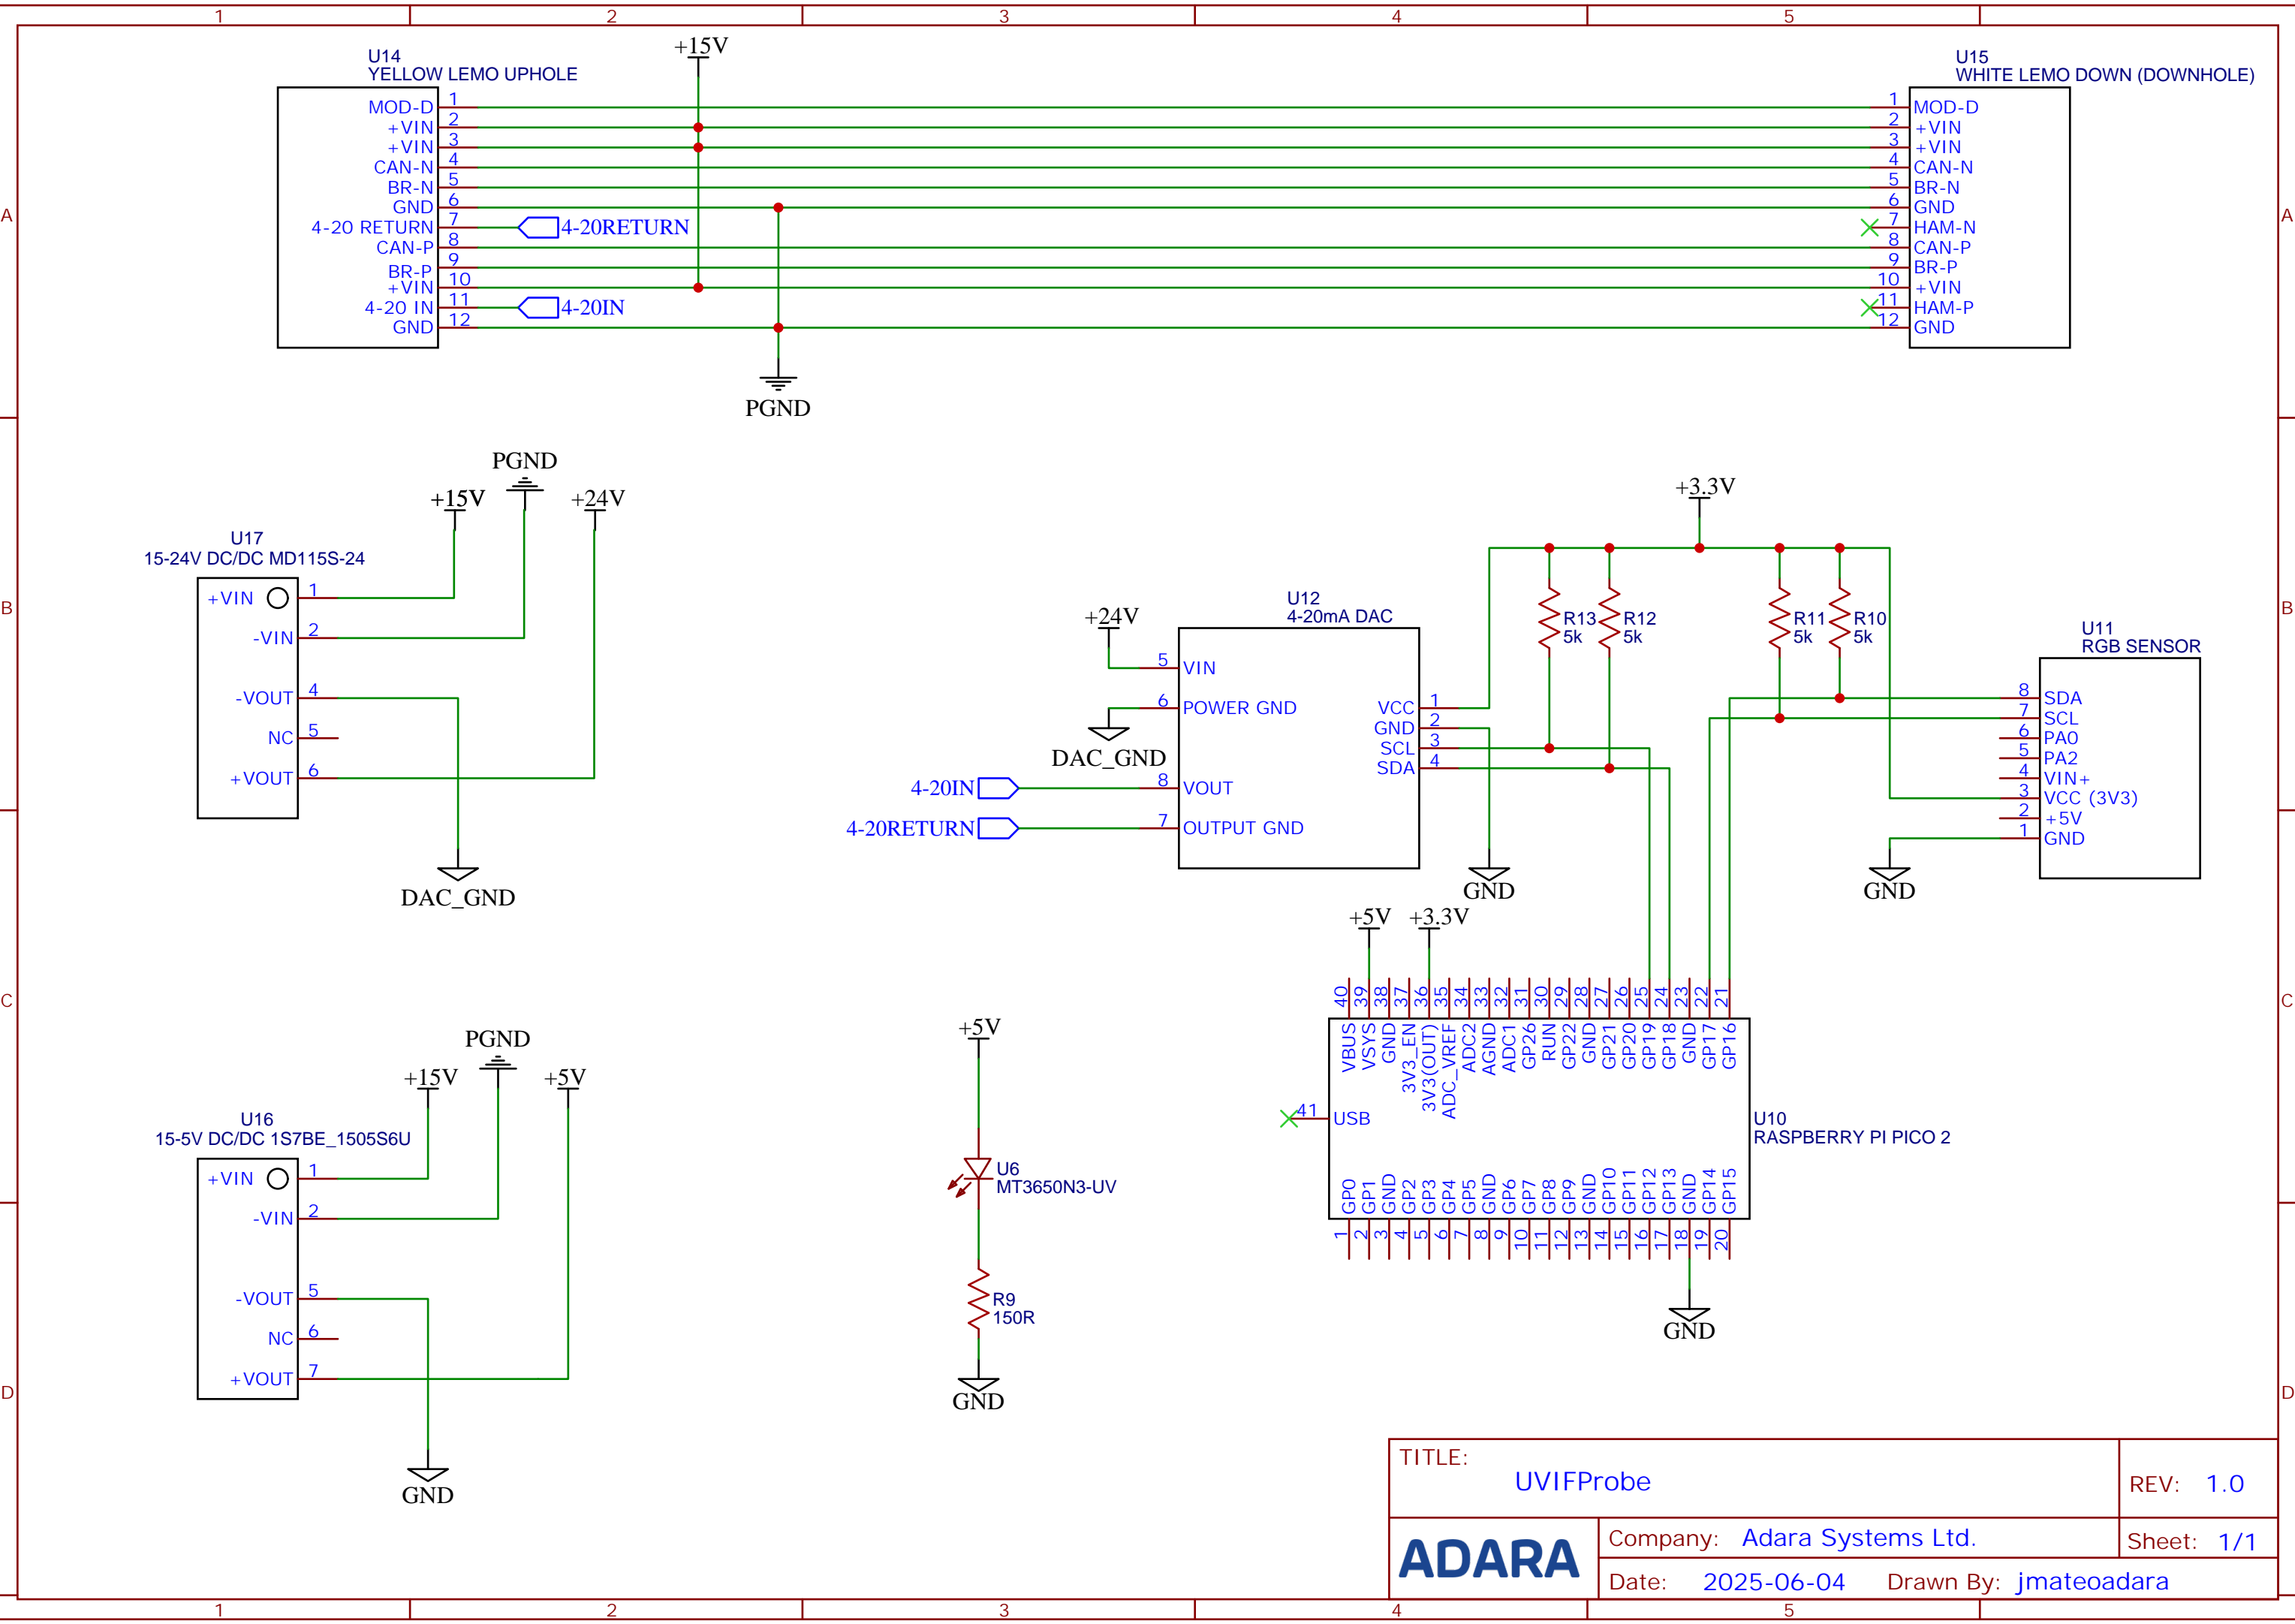 1 2 3 4 5
A
A
B
B
C
C
D
D
U14
YELLOW LEMO UPHOLE
MOD-D 1
+VIN 2
+VIN 3
CAN-N 4
BR-N 5
GND 6
4-20 RETURN 7
CAN-P 8
BR-P 9
+VIN 10
4-20 IN 11
GND 12
+15V
4-20RETURN
4-20IN
PGND
U15
WHITE LEMO DOWN (DOWNHOLE)
1 MOD-D
2 +VIN
3 +VIN
4 CAN-N
5 BR-N
6 GND
7 HAM-N
8 CAN-P
9 BR-P
10 +VIN
11 HAM-P
12 GND
PGND
+15V
+24V
U17
15-24V DC/DC MD115S-24
+VIN 1
-VIN 2
-VOUT 4
NC 5
+VOUT 6
DAC_GND
+3.3V
U12
4-20mA DAC
+24V
5 VIN
6 POWER GND
DAC_GND
4-20IN
8 VOUT
4-20RETURN
7 OUTPUT GND
VCC 1
GND 2
SCL 3
SDA 4
GND
R13
5k
R12
5k
R11
5k
R10
5k
U11
RGB SENSOR
8 SDA
7 SCL
6 PA0
5 PA2
4 VIN+
3 VCC (3V3)
2 +5V
1 GND
GND
+5V
+3.3V
40 39 38 37 36 35 34 33 32 31 30 29 28 27 26 25 24 23 22 21
VBUS VSYS GND 3V3_EN 3V3(OUT) ADC_VREF ADC2 AGND ADC1 GP26 RUN GP22 GND GP21 GP20 GP19 GP18 GND GP17 GP16
41 USB
U10
RASPBERRY PI PICO 2
GP0 GP1 GND GP2 GP3 GP4 GP5 GND GP6 GP7 GP8 GP9 GND GP10 GP11 GP12 GP13 GND GP14 GP15
1 2 3 4 5 6 7 8 9 10 11 12 13 14 15 16 17 18 19 20
GND
PGND
+15V
+5V
U16
15-5V DC/DC 1S7BE_1505S6U
+VIN 1
-VIN 2
-VOUT 5
NC 6
+VOUT 7
GND
+5V
U6
MT3650N3-UV
R9
150R
GND
TITLE:
UVIFProbe
REV: 1.0
ADARA
Company: Adara Systems Ltd.
Sheet: 1/1
Date: 2025-06-04
Drawn By: jmateoadara
1 2 3 4 5